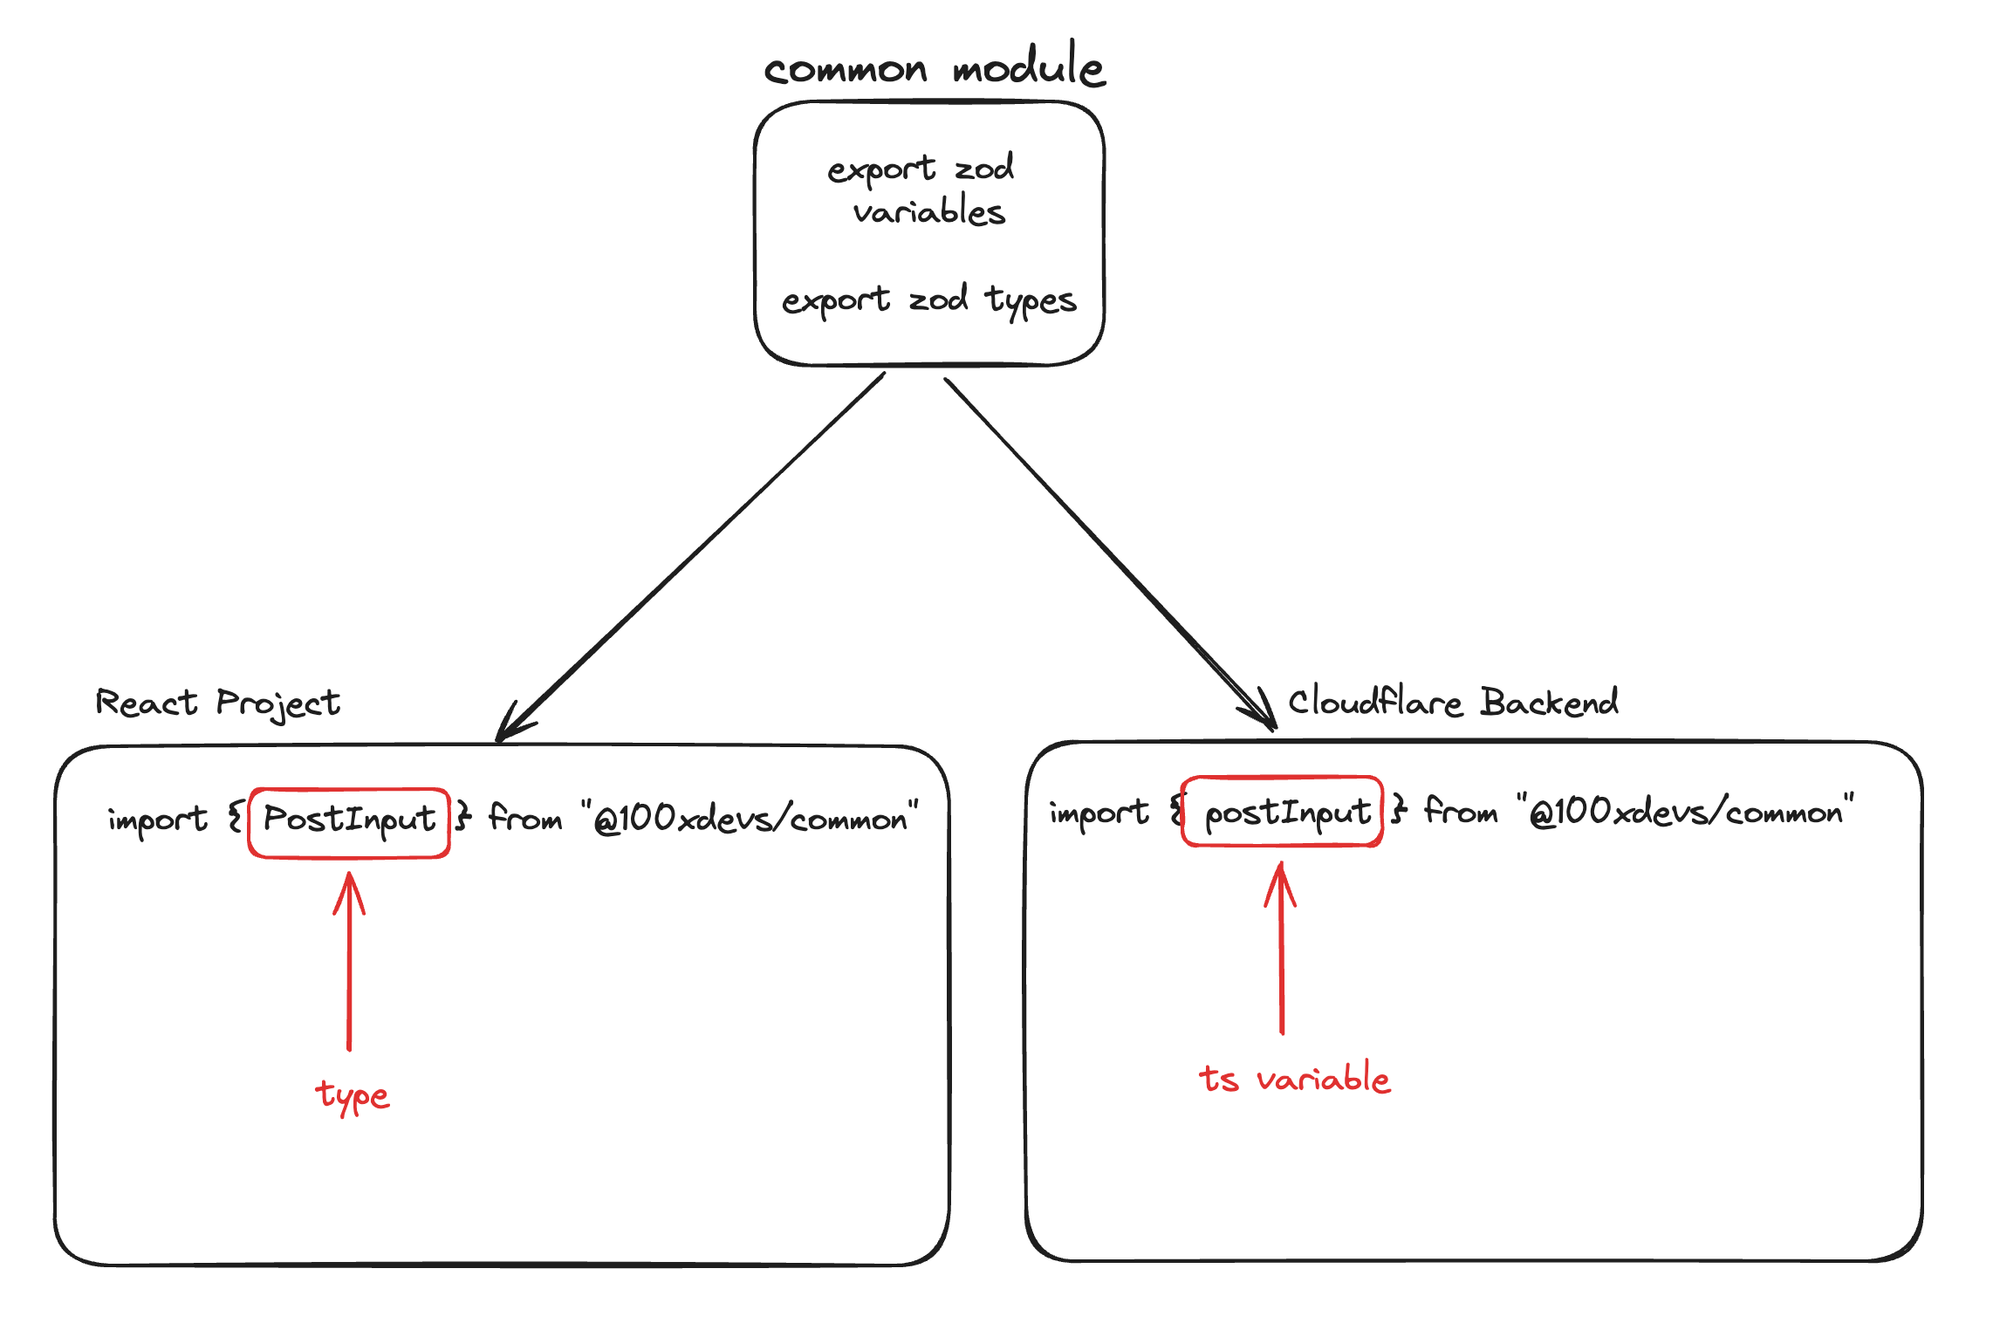 common module
export zod
variables
export zod types
React Project
import { PostInput } from "@100xdevs/common"
type
Cloudflare Backend
import { postInput } from "@100xdevs/common"
ts variable